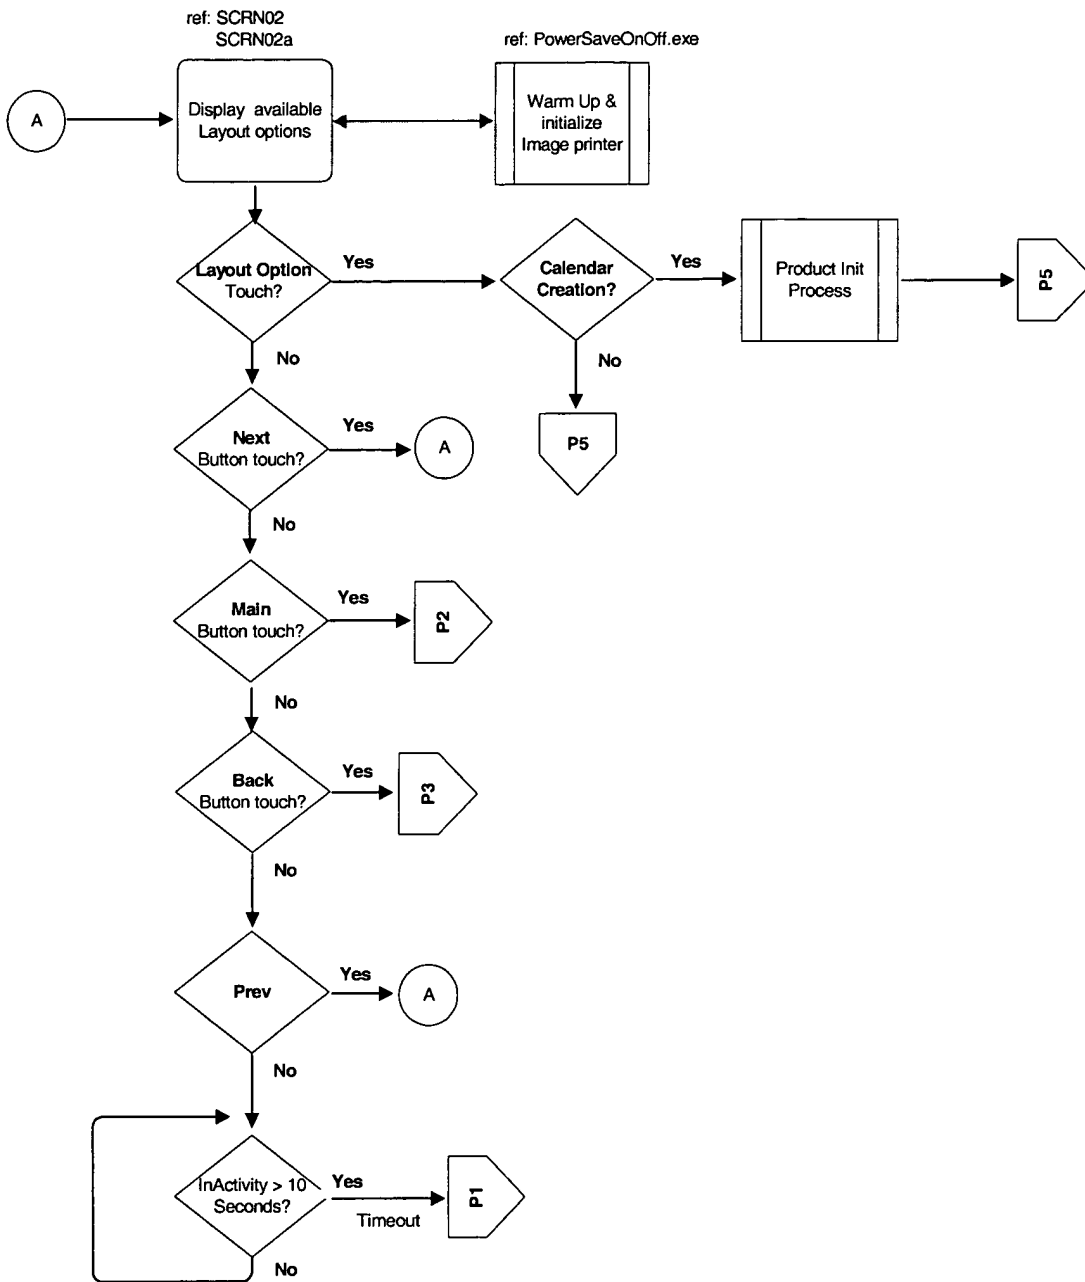 ref: SCRN02
SCRN02a
ref: PowerSaveOnOff.exe
A
Display available
Layout options
Warm Up &
initialize
Image printer
Layout Option
Touch?
Yes
Calendar
Creation?
Yes
Product Init
Process
P5
No
No
P5
Next
Button touch?
Yes
A
No
Main
Button touch?
Yes
P2
No
Back
Button touch?
Yes
P3
No
Prev
Yes
A
No
InActivity > 10
Seconds?
Yes
Timeout
P1
No